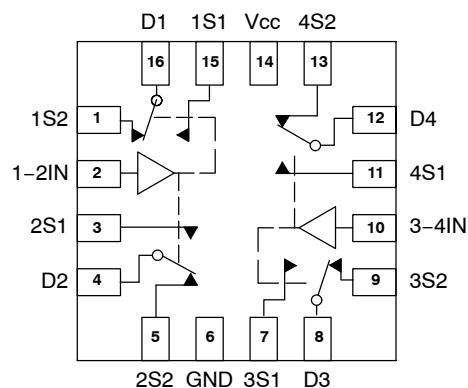 D1 1S1 Vcc 4S2
16 15 14 13
1S2 1 12 D4
1−2IN 2 11 4S1
2S1 3 10 3−4IN
D2 4 9 3S2
5 6 7 8
2S2 GND 3S1 D3